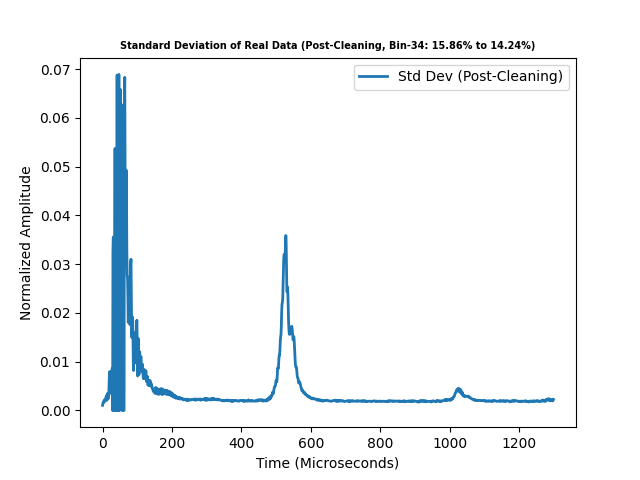 Standard Deviation of Real Data (Post-Cleaning, Bin-34: 15.86% to 14.24%)
Std Dev (Post-Cleaning)
Normalized Amplitude
0.07
0.06
0.05
0.04
0.03
0.02
0.01
0.00
0 200 400 600 800 1000 1200
Time (Microseconds)